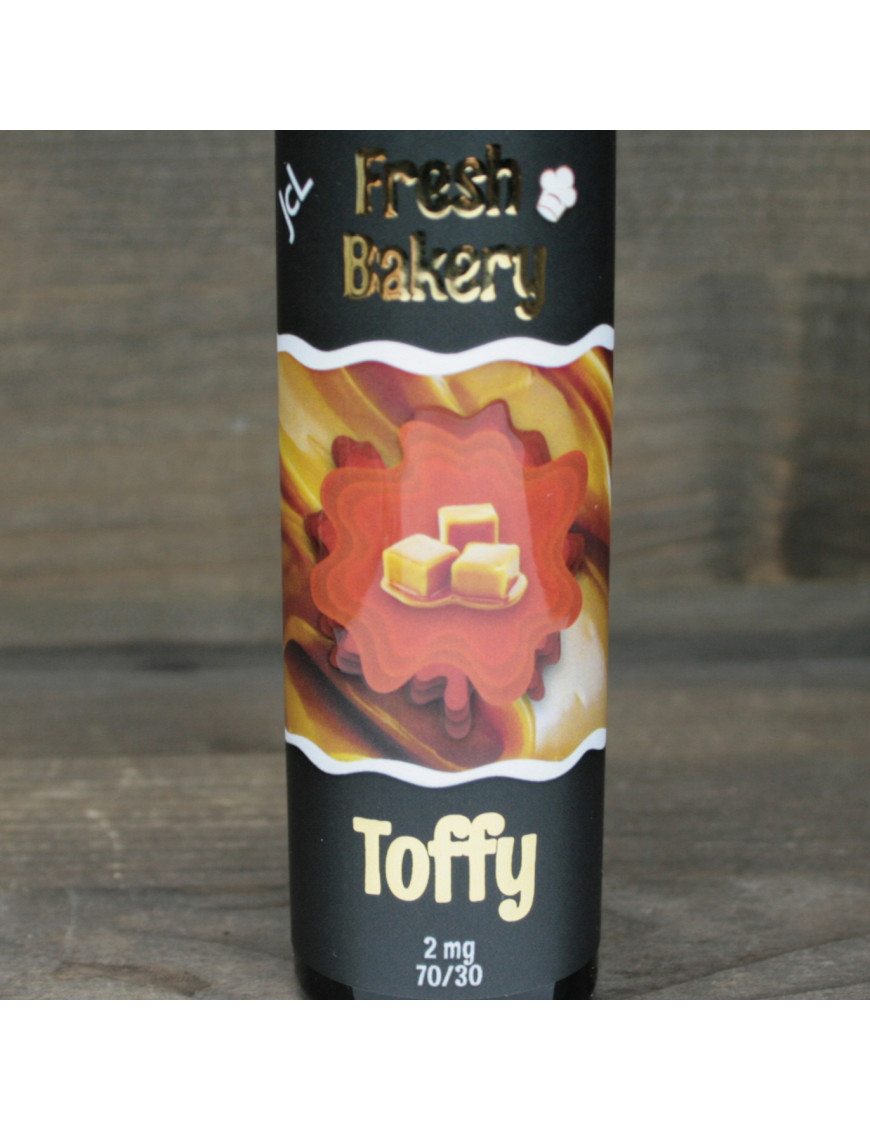 JcL
Fresh
Bakery
Toffy
2 mg
70/30